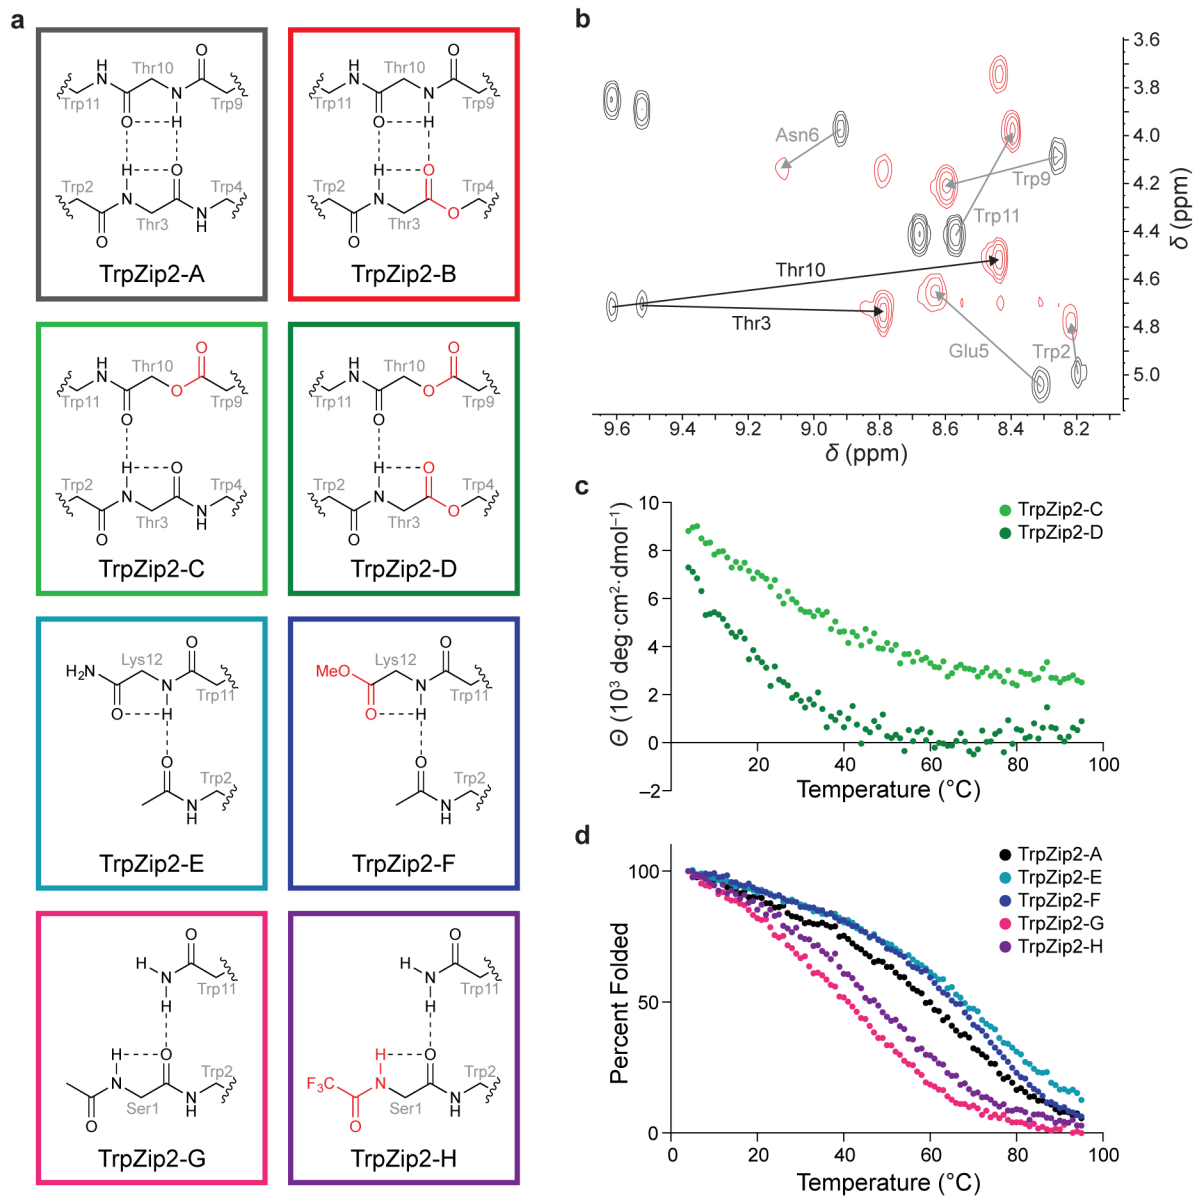 a
H
N
Thr10
O
Trp11
N
Trp9
O
H
H
O
Trp2
N
Trp4
Thr3
N
H
O
TrpZip2-A
H
N
Thr10
O
Trp11
N
Trp9
O
H
H
O
Trp2
N
Trp4
Thr3
O
O
TrpZip2-B
H
N
Thr10
O
Trp11
O
Trp9
O
H
O
Trp2
N
Trp4
Thr3
N
H
O
TrpZip2-C
H
N
Thr10
O
Trp11
O
Trp9
O
H
O
Trp2
N
Trp4
Thr3
O
O
TrpZip2-D
O
H₂N
Lys12
N
Trp11
O
H
O
Trp2
N
H
TrpZip2-E
O
MeO
Lys12
N
Trp11
O
H
O
Trp2
N
H
TrpZip2-F
O
H
N
Trp11
H
H
O
N
Trp2
Ser1
N
H
O
TrpZip2-G
O
H
N
Trp11
H
H
O
F₃C
N
Trp2
Ser1
N
H
O
TrpZip2-H
b
Asn6
Trp9
Trp11
Thr10
Thr3
Glu5
Trp2
3.6
3.8
4.0
4.2
4.4
4.6
4.8
5.0
δ (ppm)
9.6 9.4 9.2 9.0 8.8 8.6 8.4 8.2
δ (ppm)
c
TrpZip2-C
TrpZip2-D
10
8
6
4
2
0
–2
Θ (10³ deg·cm²·dmol⁻¹)
20 40 60 80 100
Temperature (°C)
d
TrpZip2-A
TrpZip2-E
TrpZip2-F
TrpZip2-G
TrpZip2-H
100
50
0
Percent Folded
0 20 40 60 80 100
Temperature (°C)